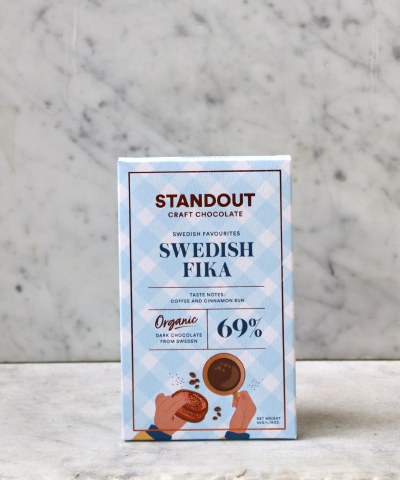 STANDOUT
CRAFT CHOCOLATE
SWEDISH FAVOURITES
SWEDISH
FIKA
TASTE NOTES:
COFFEE AND CINNAMON BUN
Organic
DARK CHOCOLATE
FROM SWEDEN
69%
NET WEIGHT